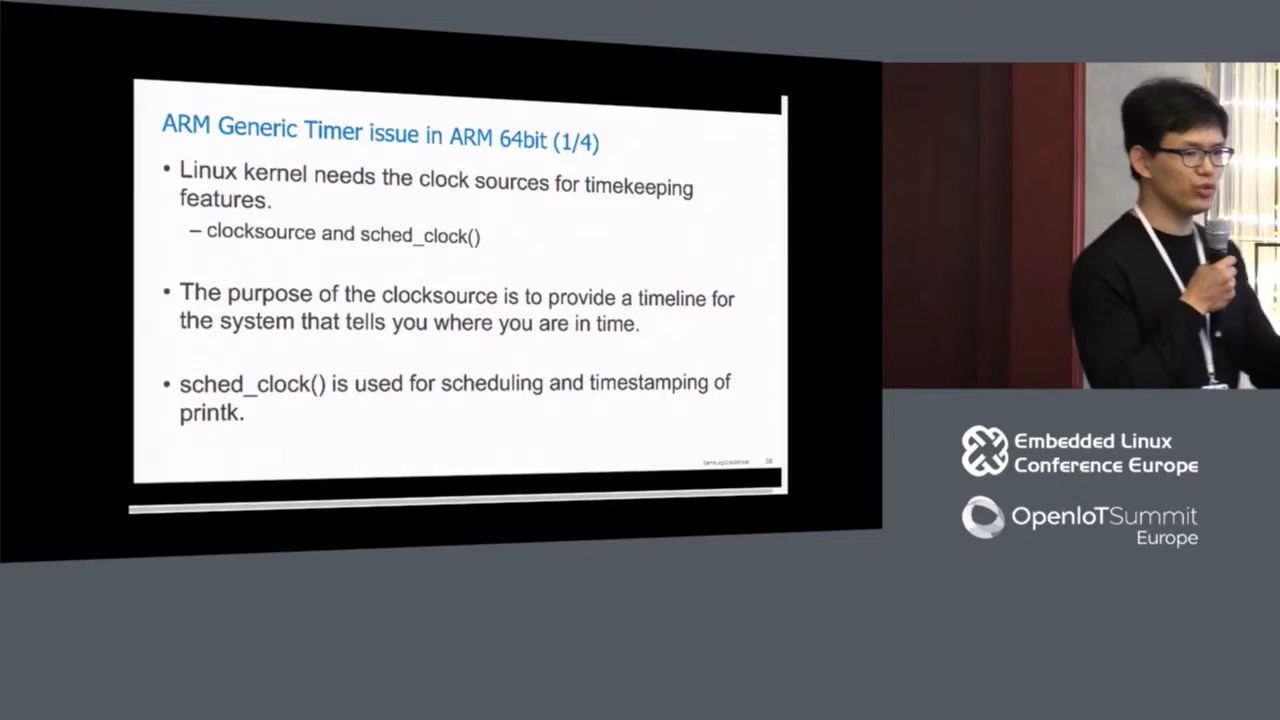 ARM Generic Timer issue in ARM 64bit (1/4)
• Linux kernel needs the clock sources for timekeeping
features.
– clocksource and sched_clock()
• The purpose of the clocksource is to provide a timeline for
the system that tells you where you are in time.
• sched_clock() is used for scheduling and timestamping of
printk.
Embedded Linux
Conference Europe
OpenIoTSummit
Europe